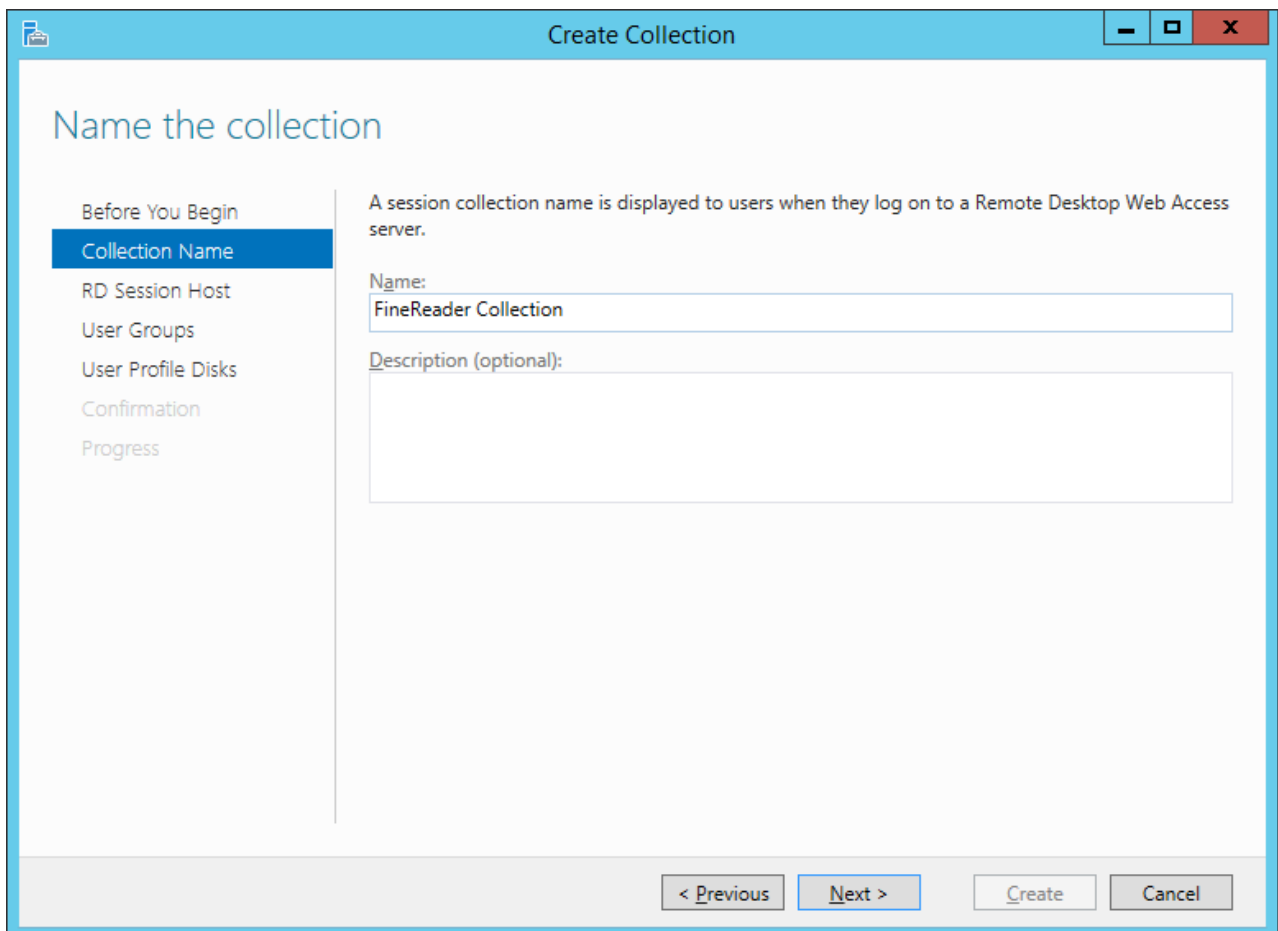 Create Collection
Name the collection
Before You Begin
Collection Name
RD Session Host
User Groups
User Profile Disks
Confirmation
Progress
A session collection name is displayed to users when they log on to a Remote Desktop Web Access
server.
Name:
FineReader Collection
Description (optional):
< Previous
Next >
Create
Cancel